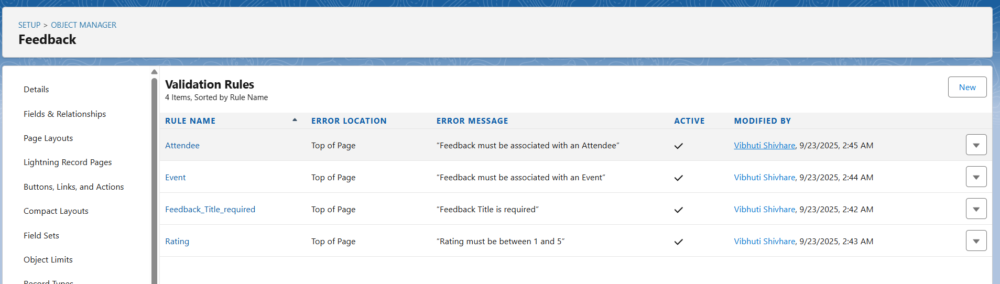 SETUP > OBJECT MANAGER
Feedback
Details
Fields & Relationships
Page Layouts
Lightning Record Pages
Buttons, Links, and Actions
Compact Layouts
Field Sets
Object Limits
Record Types
Validation Rules
4 Items, Sorted by Rule Name
New
RULE NAME ERROR LOCATION ERROR MESSAGE ACTIVE MODIFIED BY
Attendee Top of Page “Feedback must be associated with an Attendee” Vibhuti Shivhare, 9/23/2025, 2:45 AM
Event Top of Page “Feedback must be associated with an Event” Vibhuti Shivhare, 9/23/2025, 2:44 AM
Feedback_Title_required Top of Page “Feedback Title is required” Vibhuti Shivhare, 9/23/2025, 2:42 AM
Rating Top of Page “Rating must be between 1 and 5” Vibhuti Shivhare, 9/23/2025, 2:43 AM